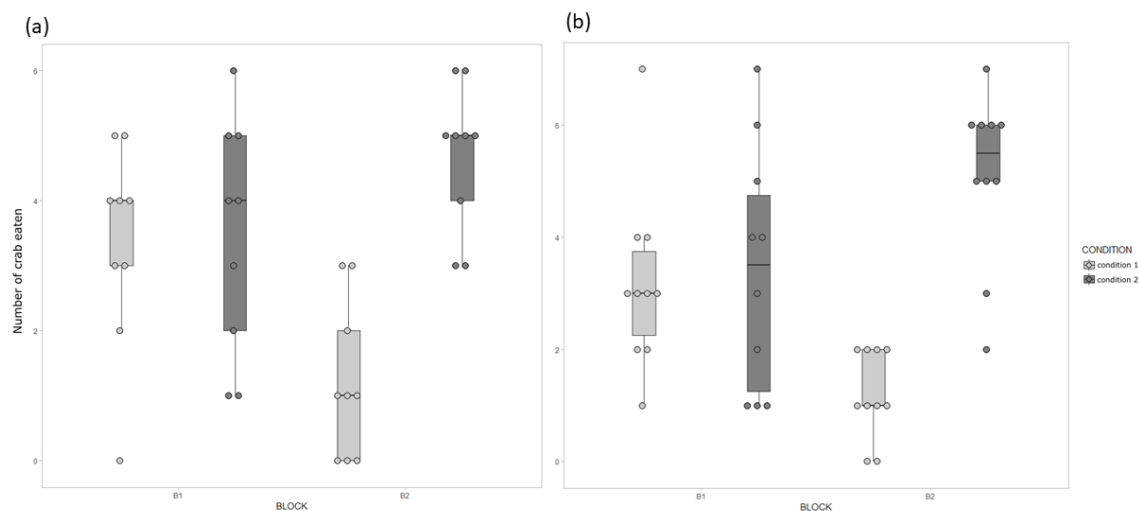 (a)
(b)
6
4
2
0
Number of crab eaten
B1
B2
BLOCK
6
4
2
0
B1
B2
BLOCK
CONDITION
condition 1
condition 2